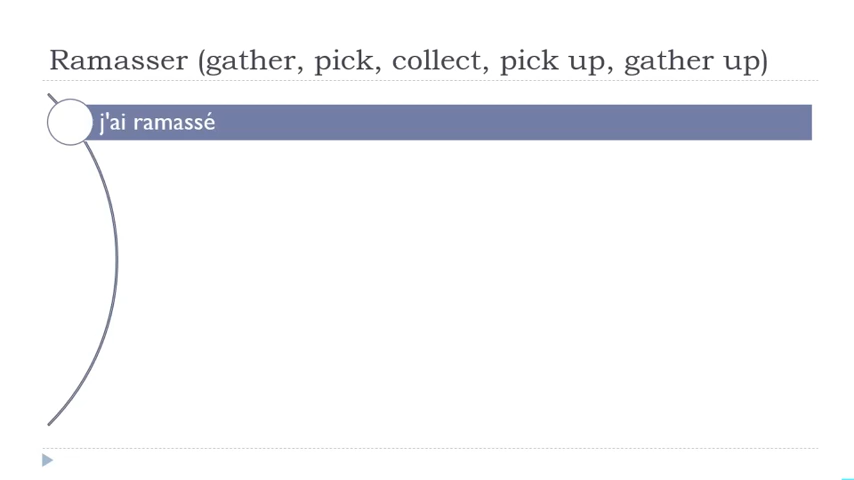 Ramasser (gather, pick, collect, pick up, gather up)
j'ai ramassé